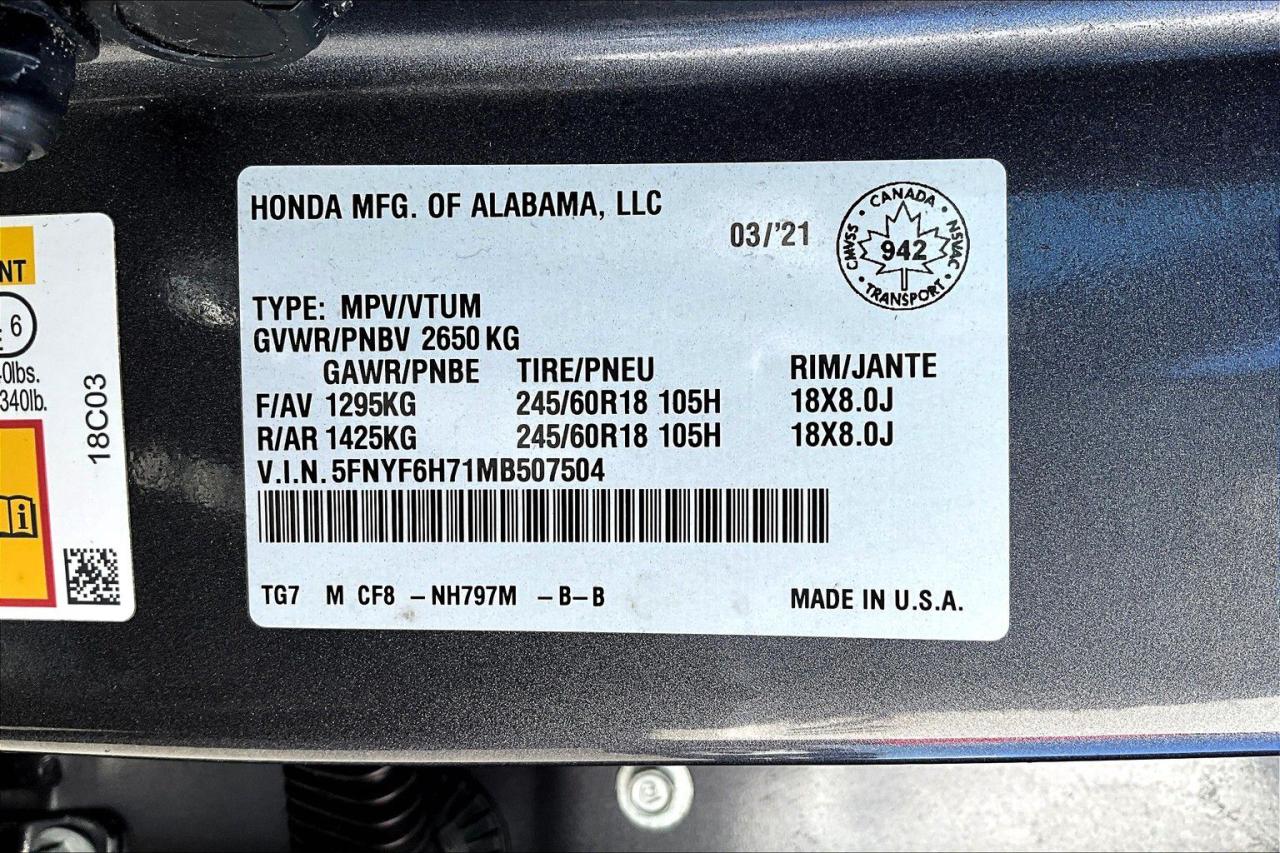 HONDA MFG. OF ALABAMA, LLC
03/'21
CANADA
CMVSS
942
NSVAC
TRANSPORT
TYPE: MPV/VTUM
GVWR/PNBV 2650 KG
GAWR/PNBE TIRE/PNEU RIM/JANTE
F/AV 1295KG 245/60R18 105H 18X8.0J
R/AR 1425KG 245/60R18 105H 18X8.0J
V.I.N. 5FNYF6H71MB507504
TG7 M CF8 -NH797M -B-B MADE IN U.S.A.
NT
6
0lbs.
340lb.
18C03